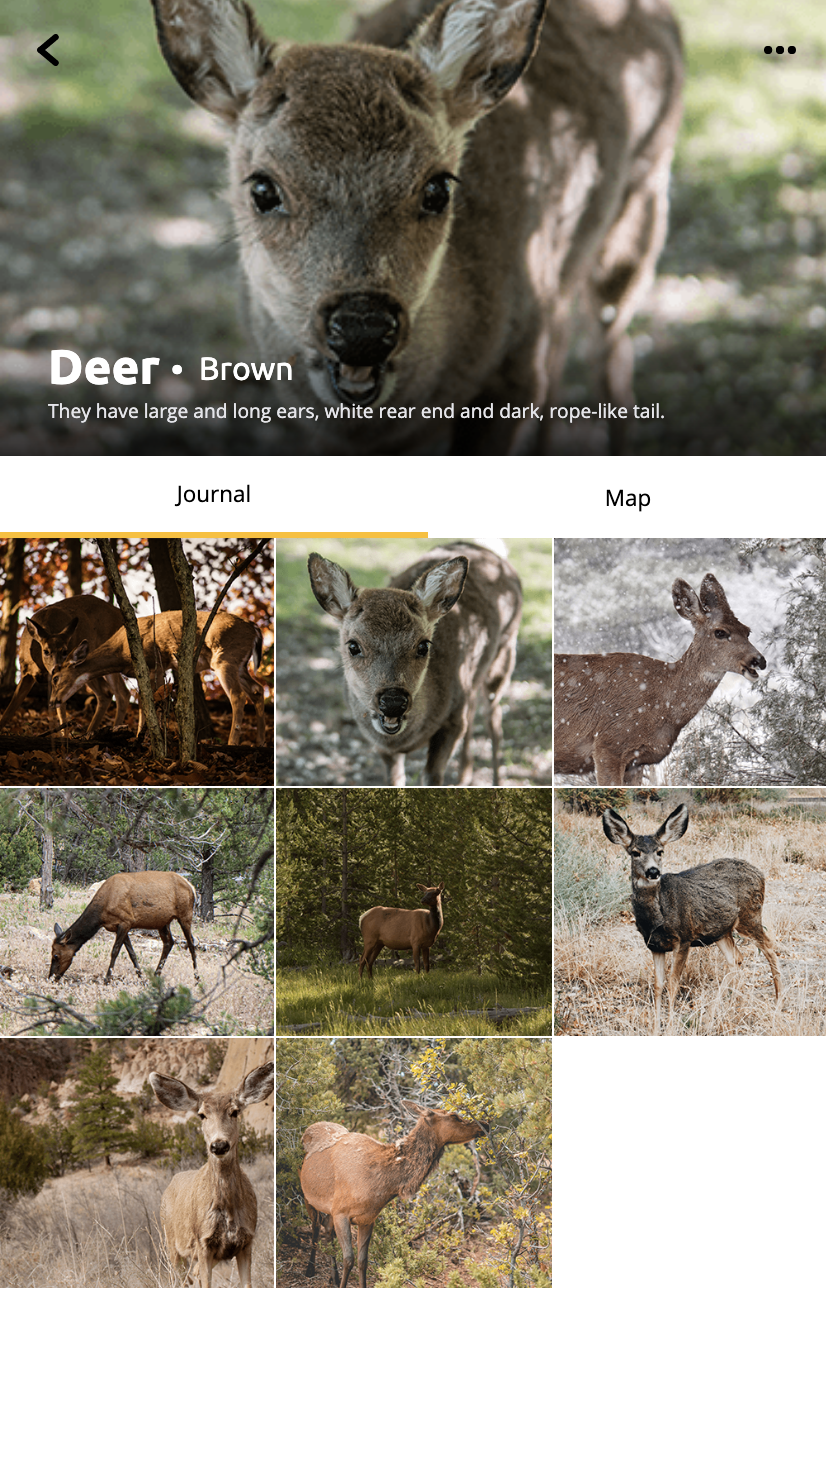 Deer • Brown
They have large and long ears, white rear end and dark, rope-like tail.
Journal
Map